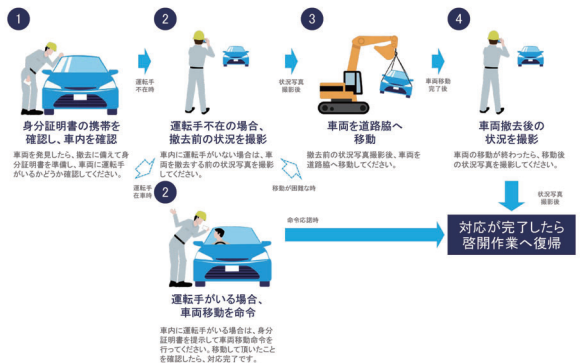 1
2
3
4
運転手
不在時
状況写真
撮影後
車両移動
完了後
身分証明書の携帯を
確認し、車内を確認
車両を発見したら、撤去に備えて身
分証明書を準備し、車両に運転手
がいるかどうか確認してください。
運転手不在の場合、
撤去前の状況を撮影
車内に運転手がいない場合は、車
両を撤去する前の状況写真を撮影
してください。
車両を道路脇へ
移動
撤去前の状況写真撮影後、車両を
道路脇へ移動してください。
車両撤去後の
状況を撮影
車両の移動が終わったら、移動後
の状況写真を撮影してください。
運転手
在車時
移動が困難な時
状況写真
撮影後
2
命令応諾時
対応が完了したら
啓開作業へ復帰
運転手がいる場合、
車両移動を命令
車内に運転手がいる場合は、身分
証明書を提示して車両移動命令を
行ってください。移動して頂いたこと
を確認したら、対応完了です。